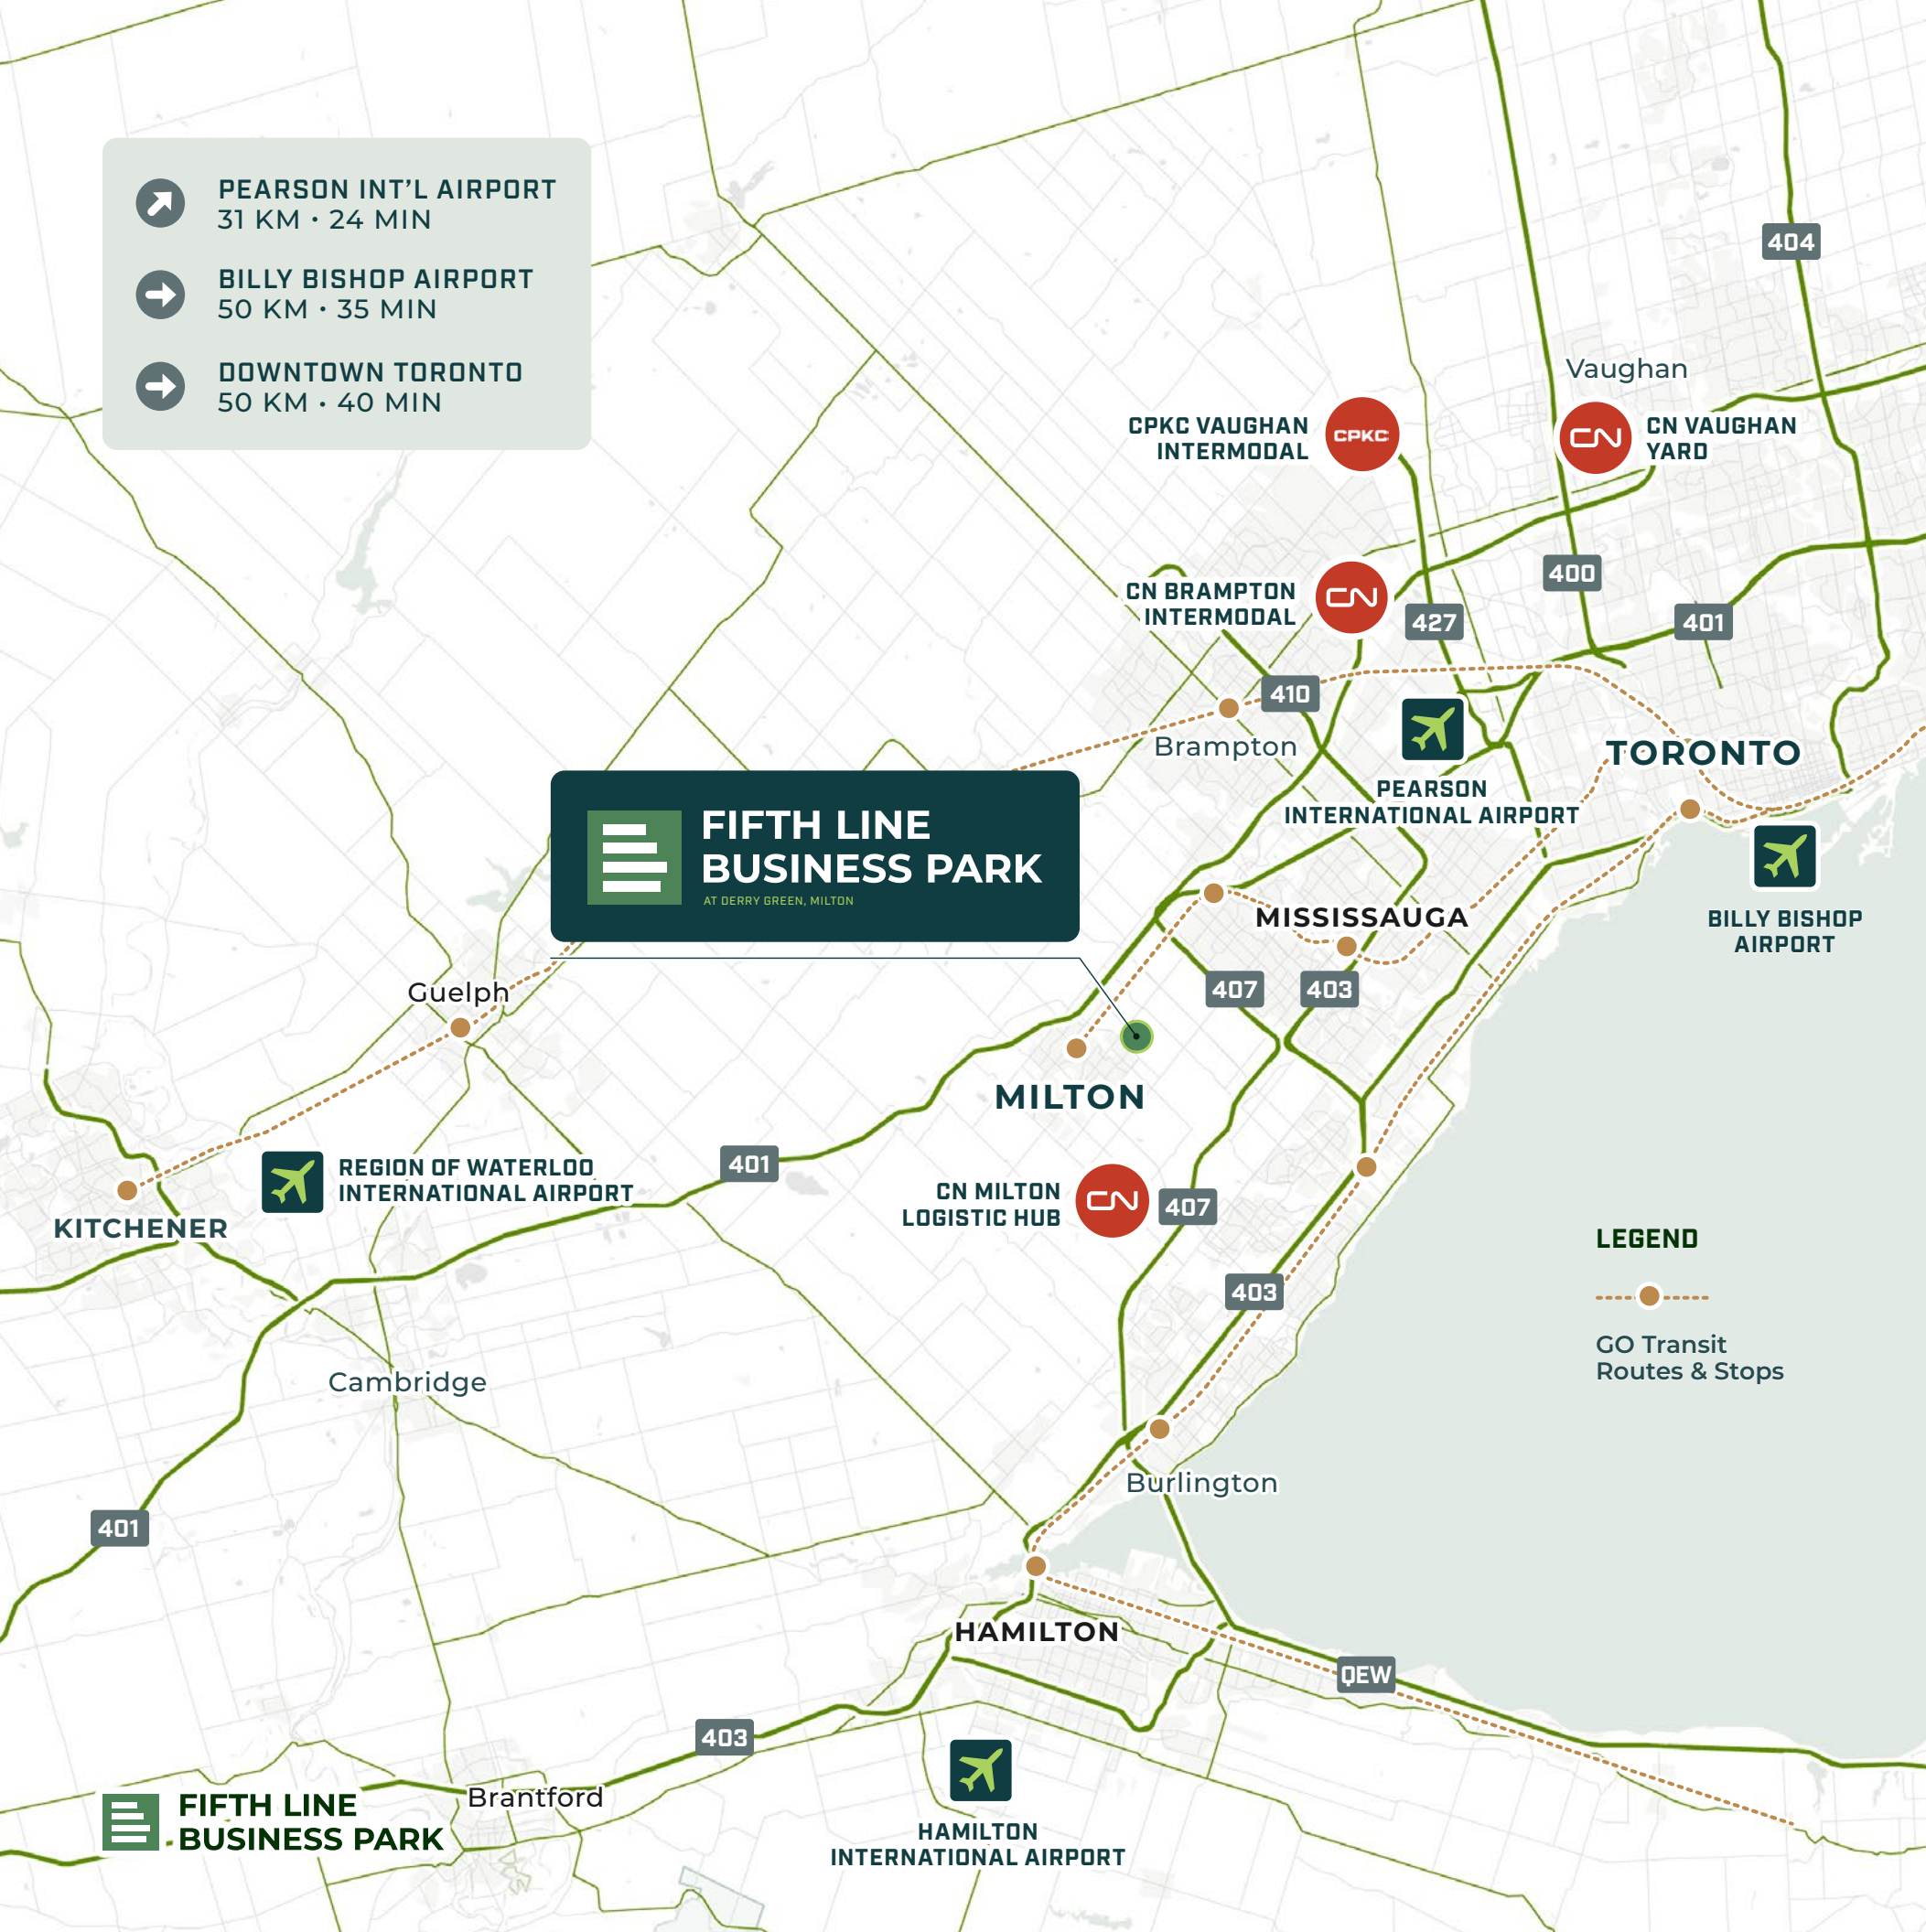 PEARSON INT’L AIRPORT
31 KM • 24 MIN
BILLY BISHOP AIRPORT
50 KM • 35 MIN
DOWNTOWN TORONTO
50 KM • 40 MIN
404
Vaughan
CPKC VAUGHAN
INTERMODAL
CPKC
CN
CN VAUGHAN
YARD
400
CN BRAMPTON
INTERMODAL
CN
427
401
410
Brampton
TORONTO
PEARSON
INTERNATIONAL AIRPORT
FIFTH LINE
BUSINESS PARK
AT DERRY GREEN, MILTON
MISSISSAUGA
BILLY BISHOP
AIRPORT
407
403
Guelph
MILTON
401
REGION OF WATERLOO
INTERNATIONAL AIRPORT
KITCHENER
CN MILTON
LOGISTIC HUB
CN
407
403
LEGEND
GO Transit
Routes & Stops
Cambridge
Burlington
401
HAMILTON
QEW
403
Brantford
HAMILTON
INTERNATIONAL AIRPORT
FIFTH LINE
BUSINESS PARK